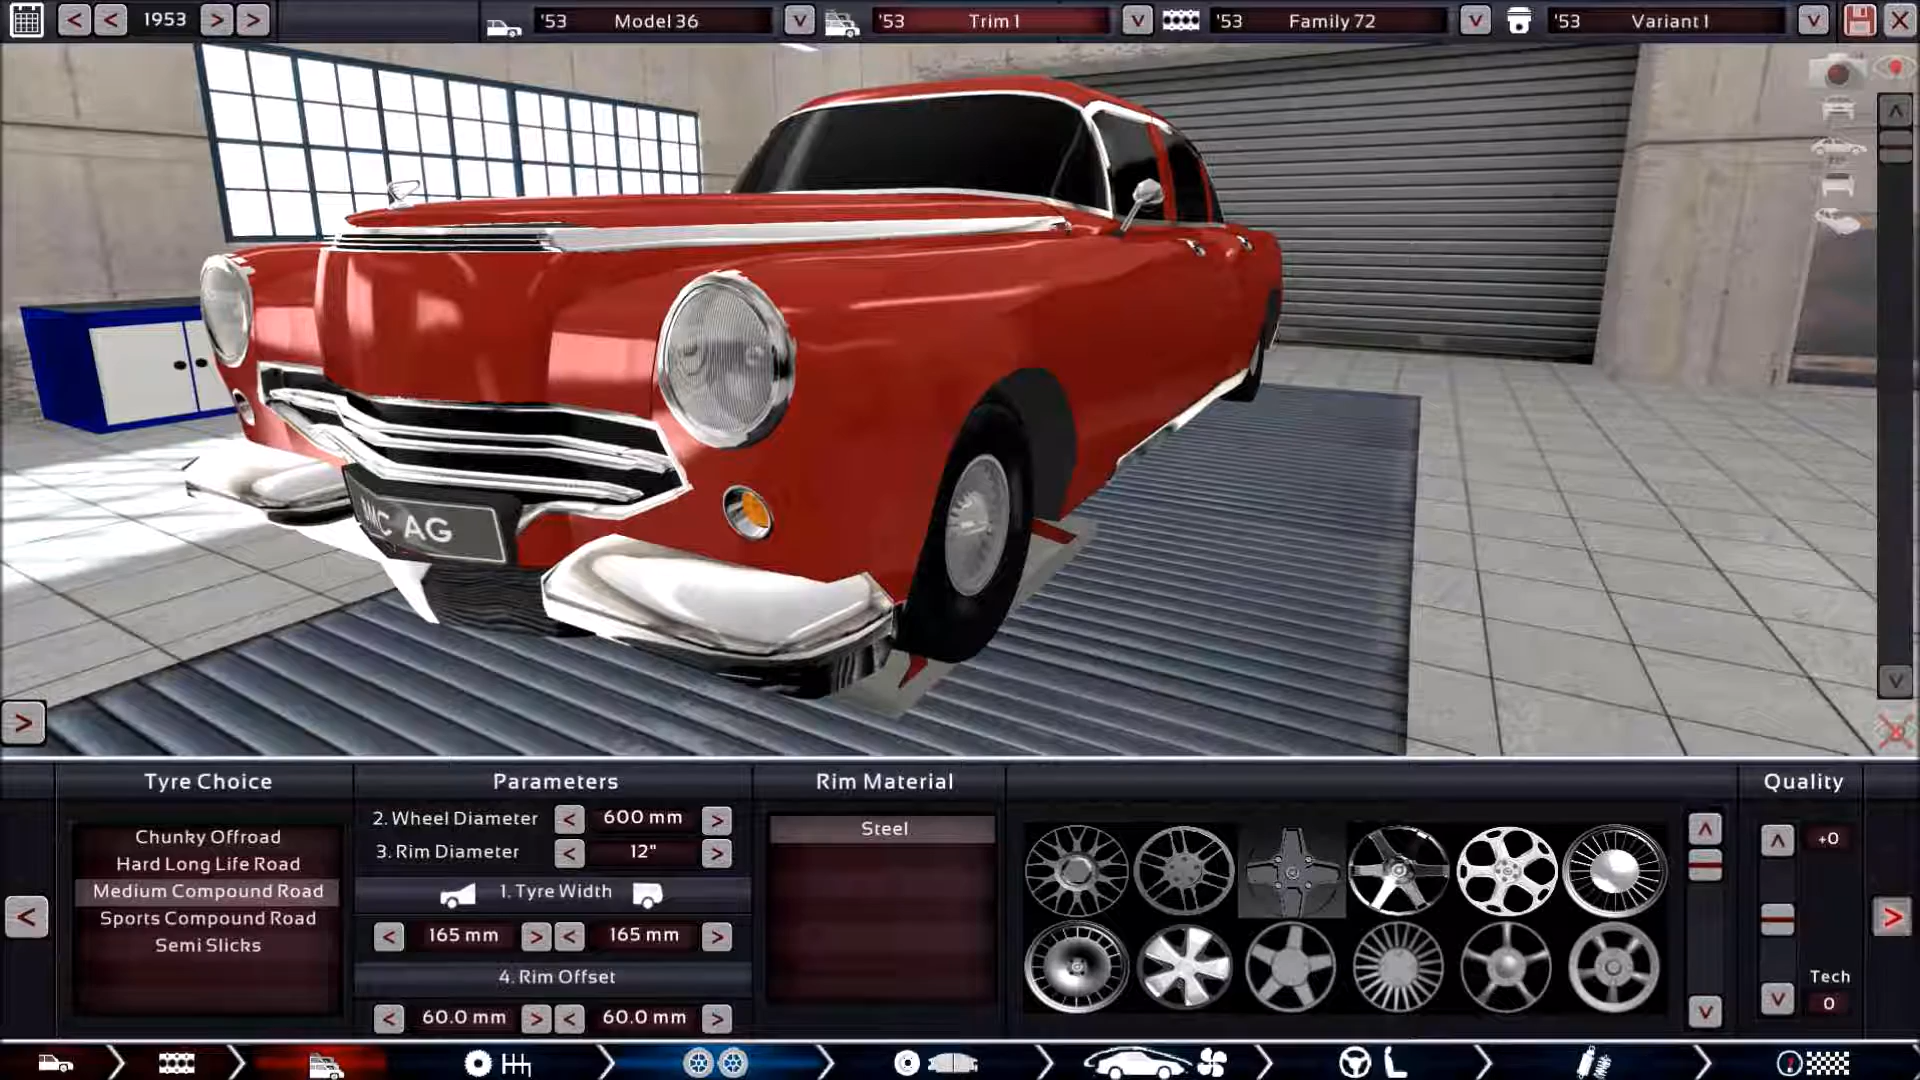 1953
'53 Model 36
'53 Trim 1
'53 Family 72
'53 Variant 1
MC AG
Tyre Choice
Chunky Offroad
Hard Long Life Road
Medium Compound Road
Sports Compound Road
Semi Slicks
Parameters
2. Wheel Diameter 600 mm
3. Rim Diameter 12"
1. Tyre Width
165 mm 165 mm
4. Rim Offset
60.0 mm 60.0 mm
Rim Material
Steel
Quality
+0
Tech
0